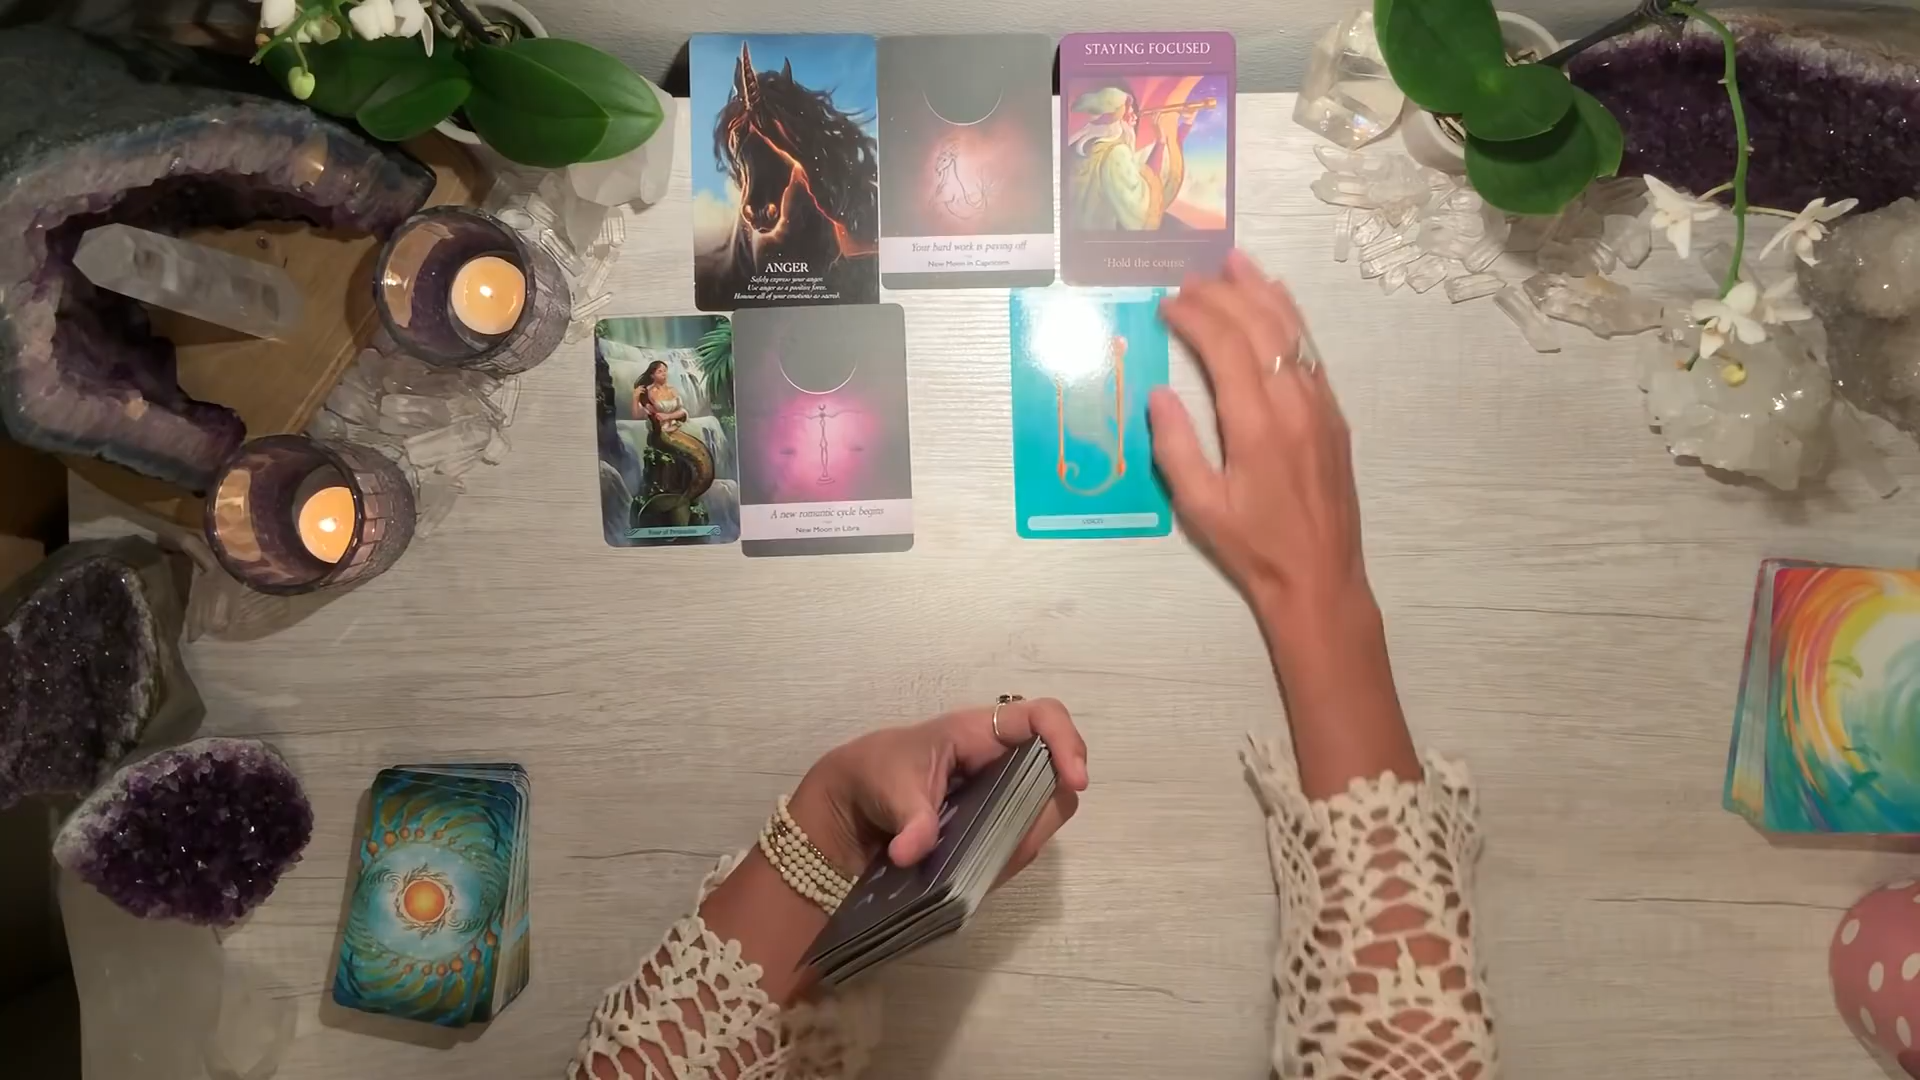 ANGER
Safely express your anger.
Use anger as a positive force.
Honour all of your emotions as sacred.
Your hard work is paying off
New Moon in Capricorn
STAYING FOCUSED
'Hold the course
A new romantic cycle begins
New Moon in Libra
VOICES